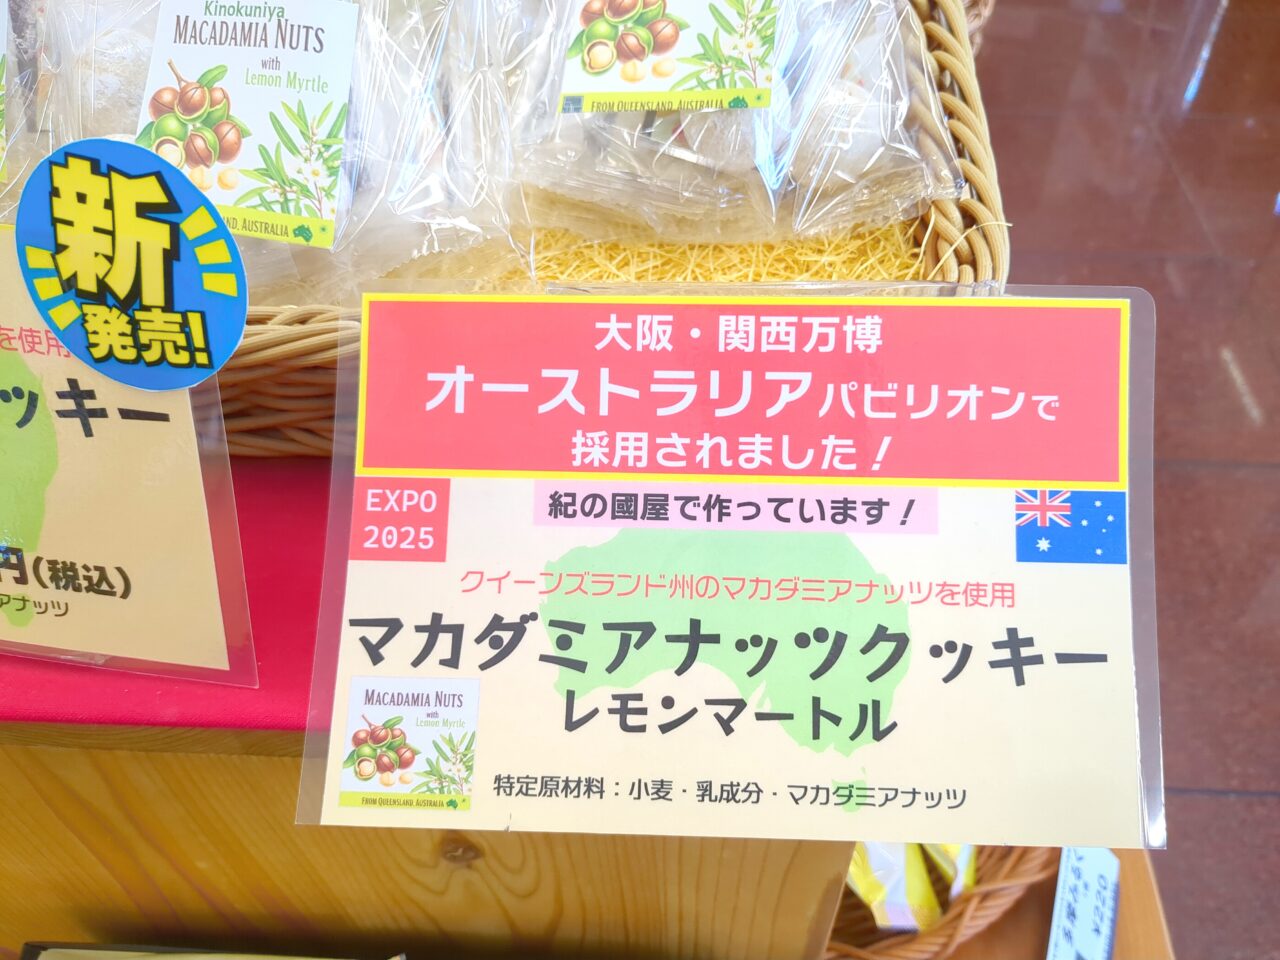 Kinokuniya
MACADAMIA NUTS
with
Lemon Myrtle
ND, AUSTRALIA
FROM QUEENSLAND, AUSTRALIA
新
発売!
を使用
ッキー
円(税込)
アナッツ
大阪・関西万博
オーストラリアパビリオンで
採用されました!
EXPO
2025
紀の國屋で作っています!
クイーンズランド州のマカダミアナッツを使用
マカダミアナッツクッキー
レモンマートル
MACADAMIA NUTS
with
Lemon Myrtle
FROM QUEENSLAND, AUSTRALIA
特定原材料:小麦・乳成分・マカダミアナッツ